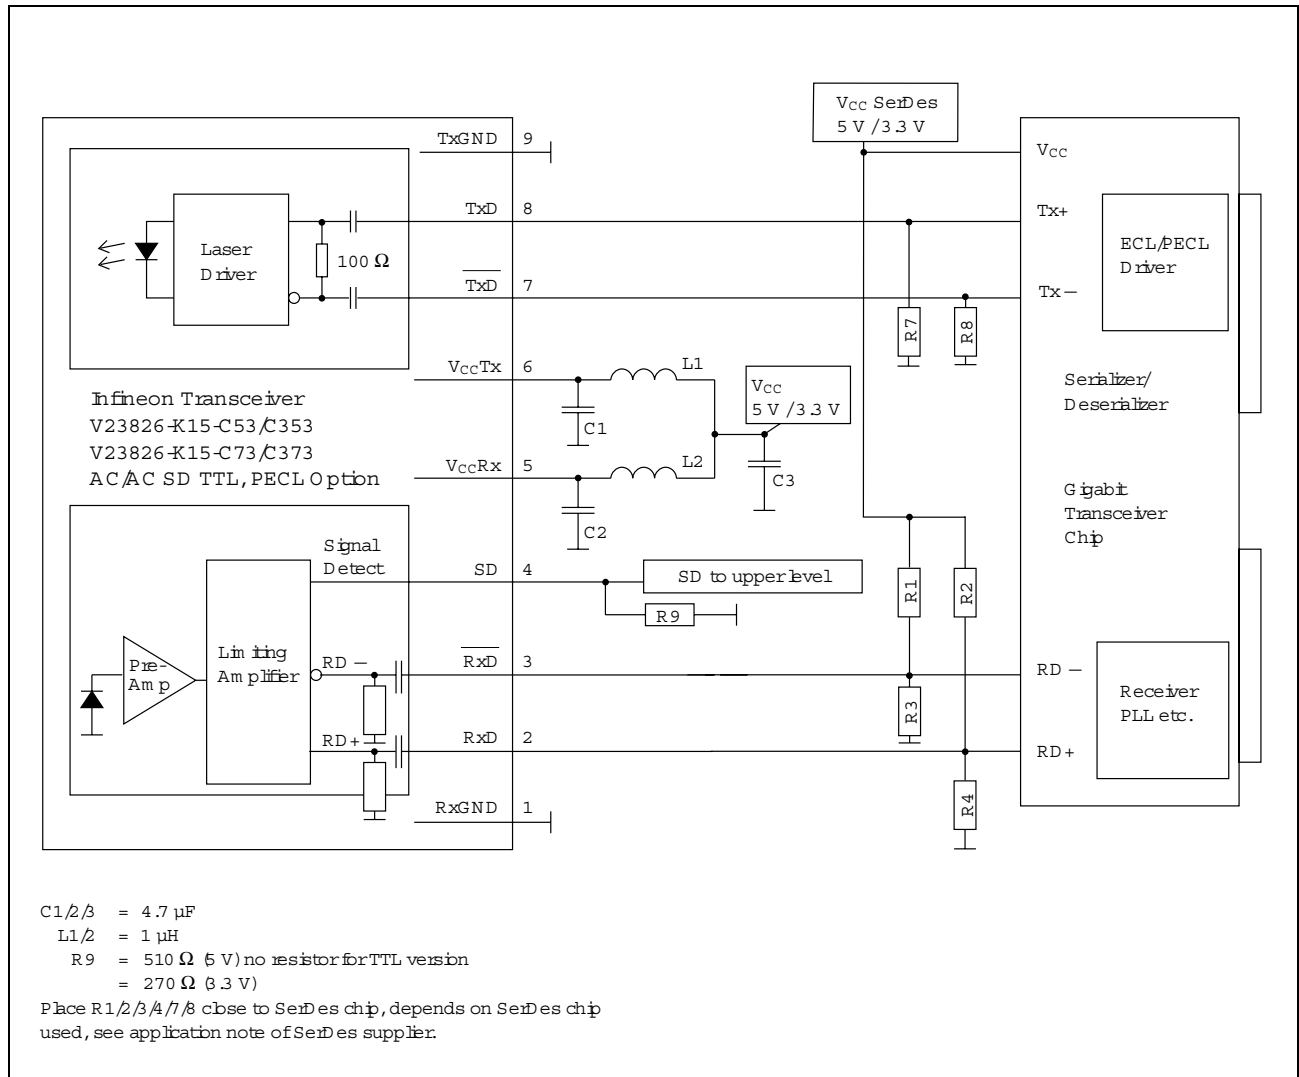 VCC SerDes
5 V / 3.3 V
TxGND 9
VCC
TxD 8
Tx+
Laser
Driver
100 Ω
ECL/PECL
Driver
TxD 7
Tx –
R7
R8
VCCTx 6
L1
VCC
5 V / 3.3 V
C1
Serializer/
Deserializer
Infineon Transceiver
V23826-K15-C53/C353
V23826-K15-C73/C373
AC/AC SD TTL, PECL Option
VCCRx 5
L2
C3
C2
Gigabit
Transceiver
Chip
Signal
Detect
SD 4
SD to upper level
R9
R1
R2
Pre-
Amp
Limiting
Amplifier
RD –
RxD 3
RD –
R3
Receiver
PLL etc.
RD+
RxD 2
RD+
R4
RxGND 1
C1/2/3 = 4.7 µF
L1/2 = 1 µH
R9 = 510 Ω (5 V) no resistor for TTL version
= 270 Ω (3.3 V)
Place R1/2/3/4/7/8 close to SerDes chip, depends on SerDes chip
used, see application note of SerDes supplier.